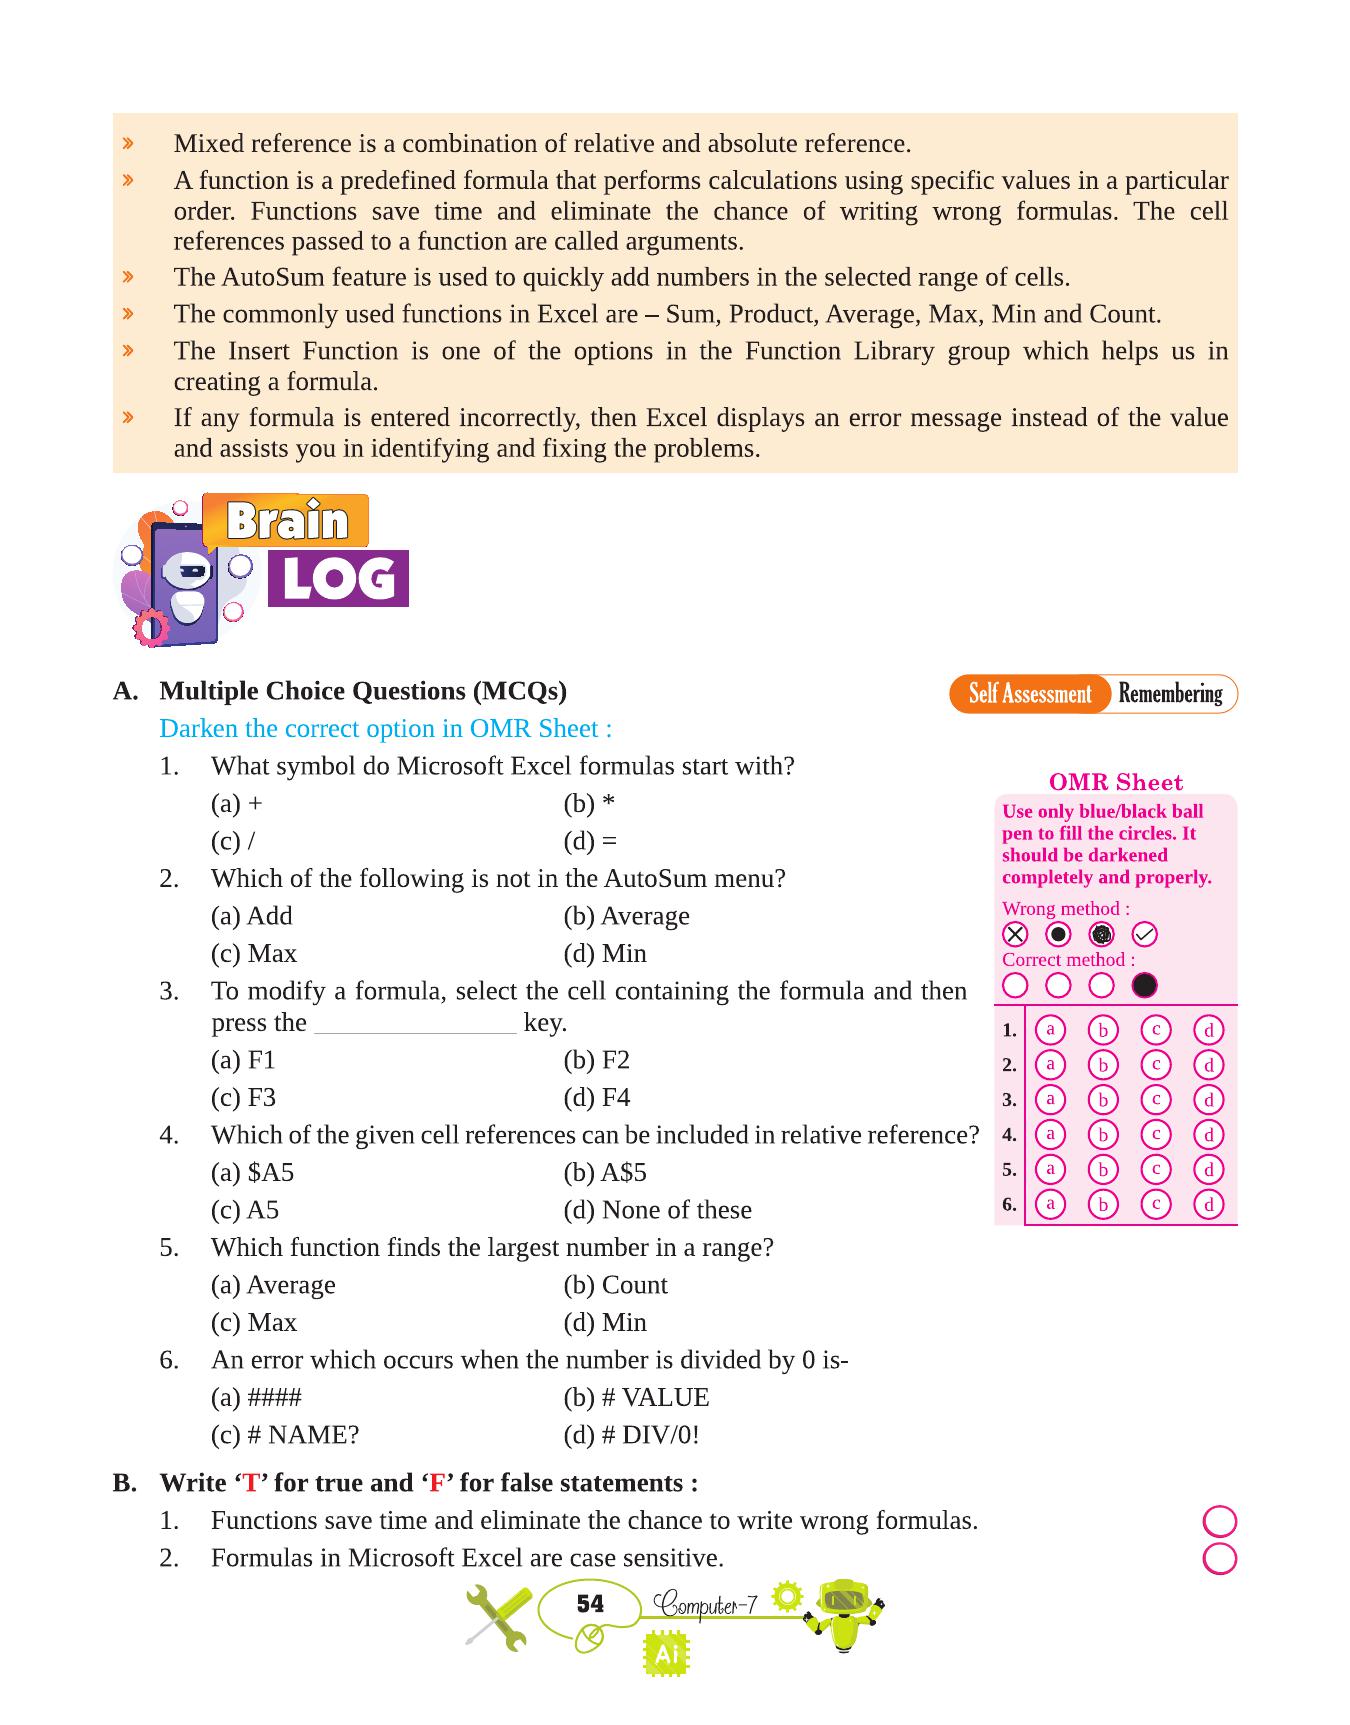 Mixed reference is a combination of relative and absolute reference.
A function is a predefined formula that performs calculations using specific values in a particular
order. Functions save time and eliminate the chance of writing wrong formulas. The cell
references passed to a function are called arguments.
The AutoSum feature is used to quickly add numbers in the selected range of cells.
The commonly used functions in Excel are – Sum, Product, Average, Max, Min and Count.
The Insert Function is one of the options in the Function Library group which helps us in
creating a formula.
If any formula is entered incorrectly, then Excel displays an error message instead of the value
and assists you in identifying and fixing the problems.
Brain
LOG
A. Multiple Choice Questions (MCQs)
Self Assessment Remembering
Darken the correct option in OMR Sheet :
1. What symbol do Microsoft Excel formulas start with?
(a) + (b) *
(c) / (d) =
2. Which of the following is not in the AutoSum menu?
(a) Add (b) Average
(c) Max (d) Min
3. To modify a formula, select the cell containing the formula and then
press the _______________ key.
(a) F1 (b) F2
(c) F3 (d) F4
4. Which of the given cell references can be included in relative reference?
(a) $A5 (b) A$5
(c) A5 (d) None of these
5. Which function finds the largest number in a range?
(a) Average (b) Count
(c) Max (d) Min
6. An error which occurs when the number is divided by 0 is-
(a) #### (b) # VALUE
(c) # NAME? (d) # DIV/0!
OMR Sheet
Use only blue/black ball
pen to fill the circles. It
should be darkened
completely and properly.
Wrong method :
Correct method :
1. a b c d
2. a b c d
3. a b c d
4. a b c d
5. a b c d
6. a b c d
B. Write ‘T’ for true and ‘F’ for false statements :
1. Functions save time and eliminate the chance to write wrong formulas.
2. Formulas in Microsoft Excel are case sensitive.
54 Computer-7
Ai